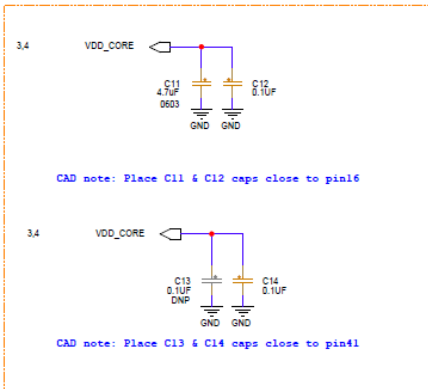 3,4 VDD_CORE
C11 C12
4.7uF 0.1UF
0603
GND GND
CAD note: Place C11 & C12 caps close to pin16
3,4 VDD_CORE
C13 C14
0.1UF 0.1UF
DNP
GND GND
CAD note: Place C13 & C14 caps close to pin41